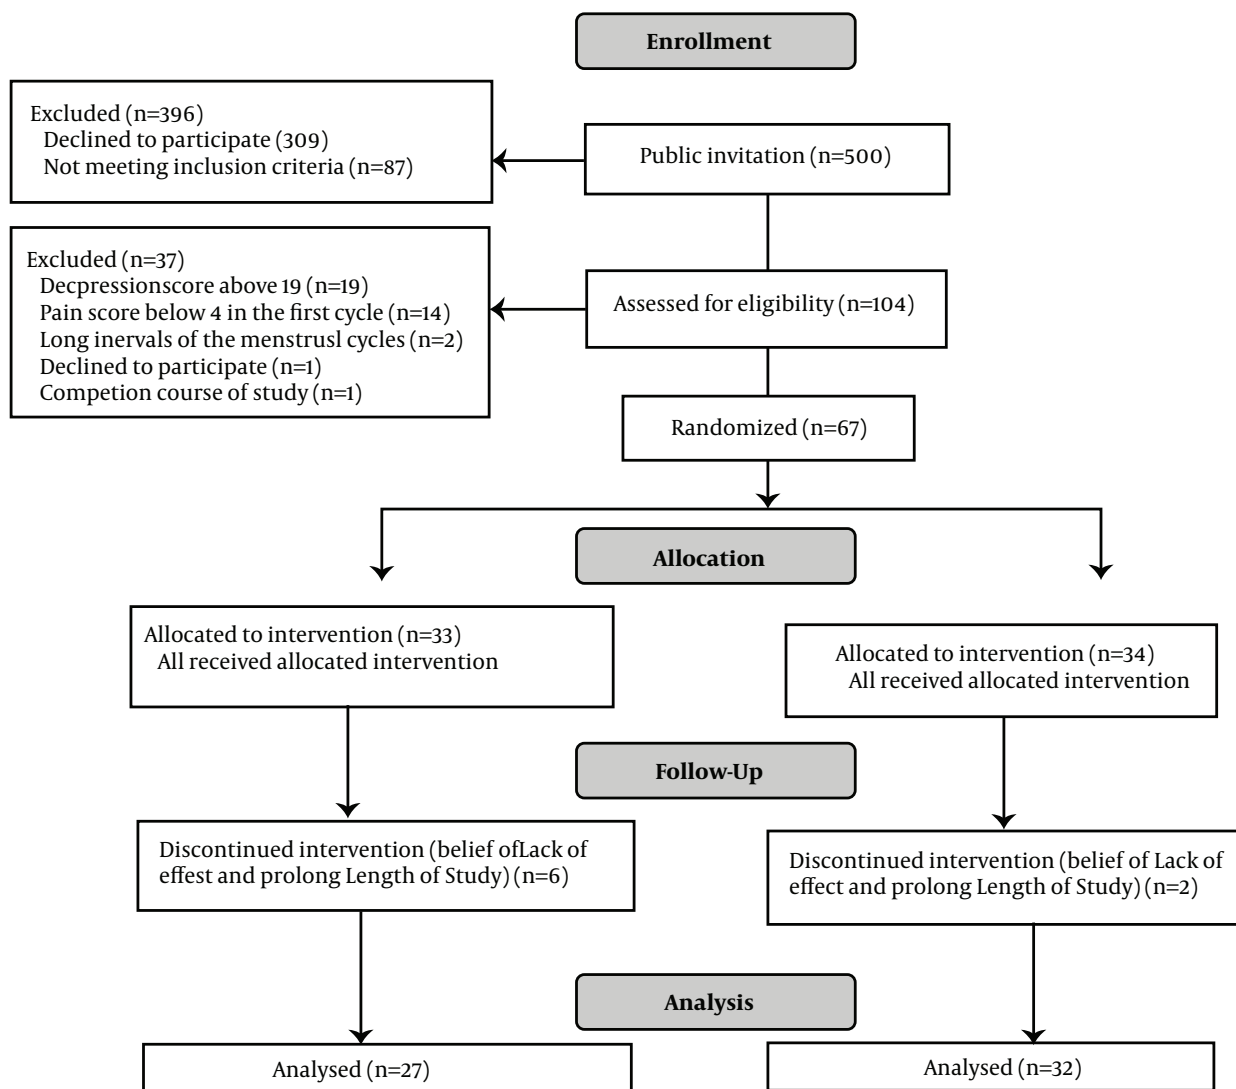 Enrollment
Excluded (n=396)
Declined to participate (309)
Not meeting inclusion criteria (n=87)
Public invitation (n=500)
Excluded (n=37)
Decpressionscore above 19 (n=19)
Pain score below 4 in the first cycle (n=14)
Long inervals of the menstrusl cycles (n=2)
Declined to participate (n=1)
Competion course of study (n=1)
Assessed for eligibility (n=104)
Randomized (n=67)
Allocation
Allocated to intervention (n=33)
All received allocated intervention
Allocated to intervention (n=34)
All received allocated intervention
Follow-Up
Discontinued intervention (belief ofLack of
effest and prolong Length of Study) (n=6)
Discontinued intervention (belief of Lack of
effect and prolong Length of Study) (n=2)
Analysis
Analysed (n=27)
Analysed (n=32)